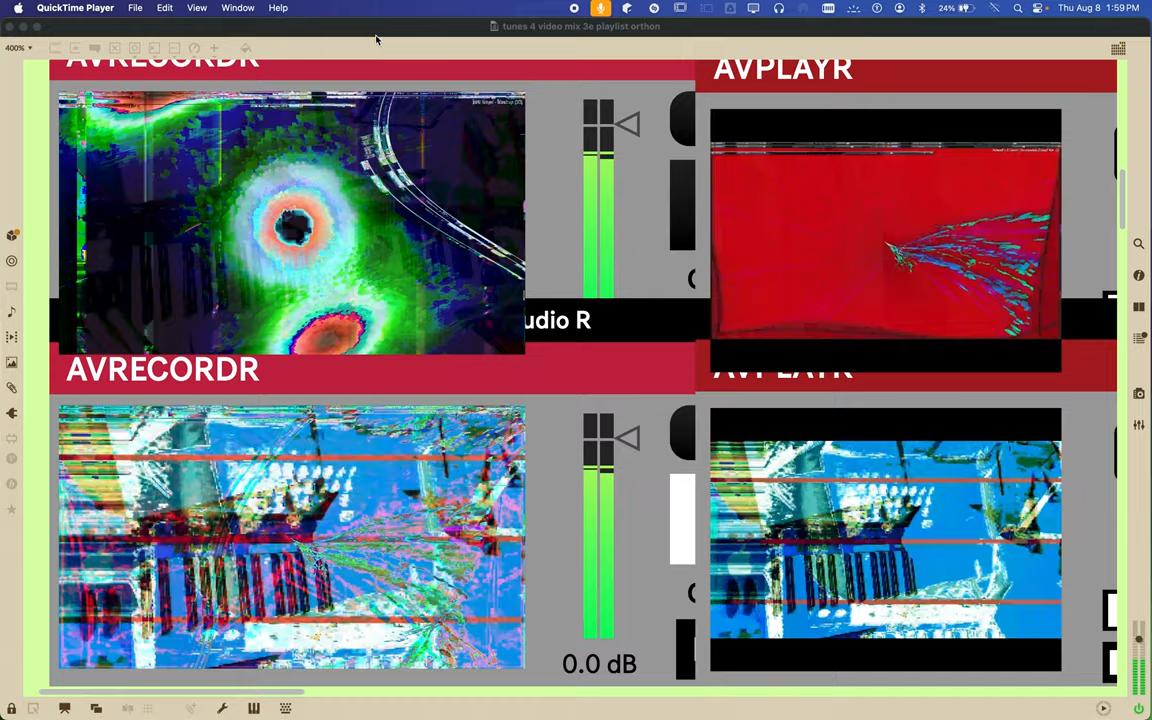 QuickTime Player File Edit View Window Help 24% Thu Aug 8 1:59 PM
tunes 4 video mix 3e playlist orthon
400%
AVRECORDR
AVPLAYR
udio R
AVRECORDR
AVPLAYR
0.0 dB